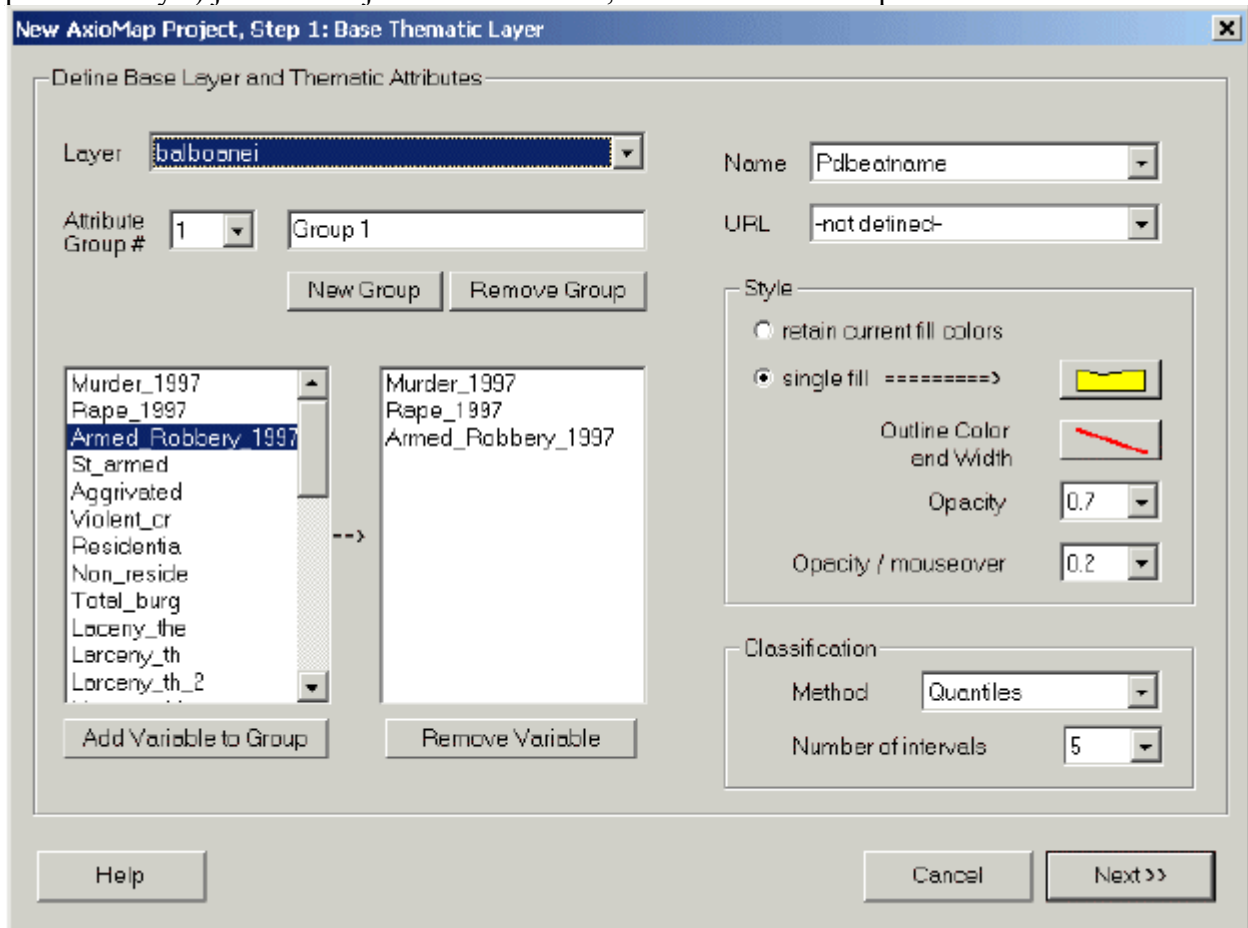 New AxioMap Project, Step 1: Base Thematic Layer
Define Base Layer and Thematic Attributes
Layer balboanei
Name Pdbeatname
Attribute Group # 1 Group 1
URL -not defined-
New Group Remove Group
Style
retain current fill colors
single fill =========>
Outline Color
and Width
Opacity 0.7
Opacity / mouseover 0.2
Murder_1997
Rape_1997
Armed_Robbery_1997
St_armed
Aggrivated
Violent_cr
Residentia
Non_reside
Total_burg
Laceny_the
Larceny_th
Larceny_th_2
-->
Murder_1997
Rape_1997
Armed_Robbery_1997
Classification
Method Quantiles
Number of intervals 5
Add Variable to Group Remove Variable
Help Cancel Next>>